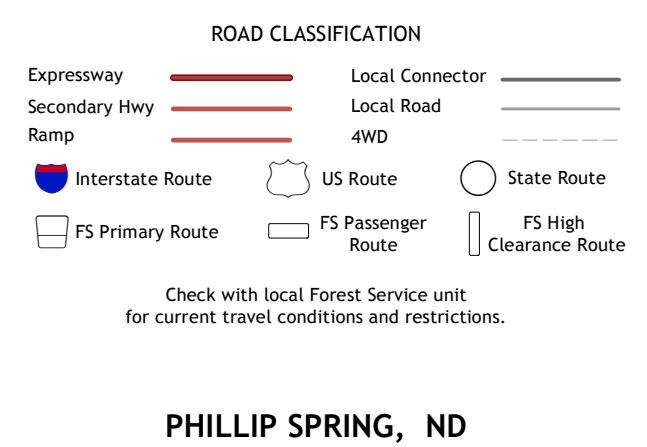 ROAD CLASSIFICATION
Expressway
Local Connector
Secondary Hwy
Local Road
Ramp
4WD
Interstate Route
US Route
State Route
FS Primary Route
FS Passenger
Route
FS High
Clearance Route
Check with local Forest Service unit
for current travel conditions and restrictions.
PHILLIP SPRING, ND